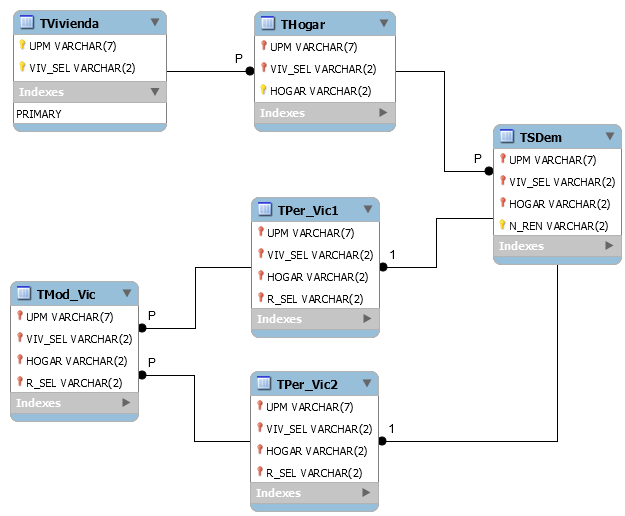 TVivienda
UPM VARCHAR(7)
VIV_SEL VARCHAR(2)
Indexes
PRIMARY
P
THogar
UPM VARCHAR(7)
VIV_SEL VARCHAR(2)
HOGAR VARCHAR(2)
Indexes
P
TSDem
UPM VARCHAR(7)
VIV_SEL VARCHAR(2)
HOGAR VARCHAR(2)
N_REN VARCHAR(2)
Indexes
TPer_Vic1
UPM VARCHAR(7)
VIV_SEL VARCHAR(2)
HOGAR VARCHAR(2)
R_SEL VARCHAR(2)
Indexes
1
TMod_Vic
UPM VARCHAR(7)
VIV_SEL VARCHAR(2)
HOGAR VARCHAR(2)
R_SEL VARCHAR(2)
Indexes
P
P
TPer_Vic2
UPM VARCHAR(7)
VIV_SEL VARCHAR(2)
HOGAR VARCHAR(2)
R_SEL VARCHAR(2)
Indexes
1